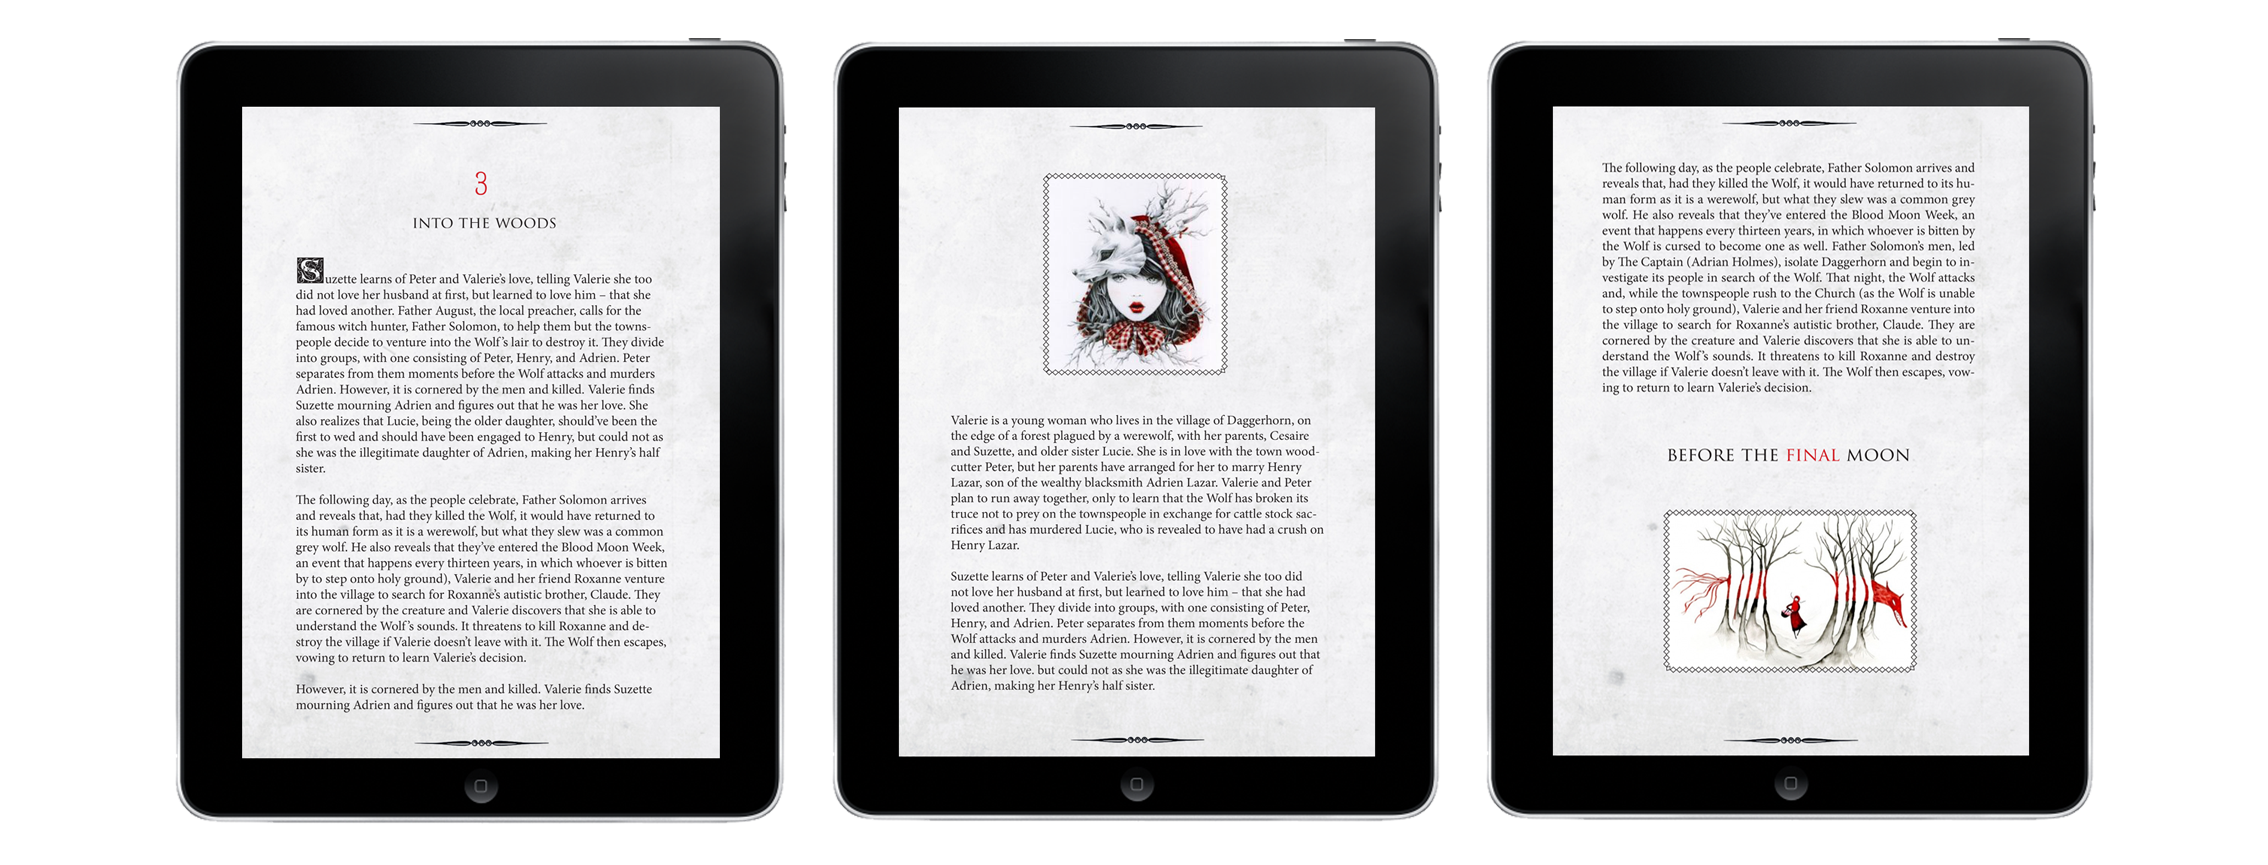 3
INTO THE WOODS
Suzette learns of Peter and Valerie's love, telling Valerie she too
did not love her husband at first, but learned to love him – that she
had loved another. Father August, the local preacher, calls for the
famous witch hunter, Father Solomon, to help them but the towns-
people decide to venture into the Wolf's lair to destroy it. They divide
into groups, with one consisting of Peter, Henry, and Adrien. Peter
separates from them moments before the Wolf attacks and murders
Adrien. However, it is cornered by the men and killed. Valerie finds
Suzette mourning Adrien and figures out that he was her love. She
also realizes that Lucie, being the older daughter, should've been the
first to wed and should have been engaged to Henry, but could not as
she was the illegitimate daughter of Adrien, making her Henry's half
sister.
The following day, as the people celebrate, Father Solomon arrives
and reveals that, had they killed the Wolf, it would have returned to
its human form as it is a werewolf, but what they slew was a common
grey wolf. He also reveals that they've entered the Blood Moon Week,
an event that happens every thirteen years, in which whoever is bitten
by to step onto holy ground), Valerie and her friend Roxanne venture
into the village to search for Roxanne's autistic brother, Claude. They
are cornered by the creature and Valerie discovers that she is able to
understand the Wolf's sounds. It threatens to kill Roxanne and de-
stroy the village if Valerie doesn't leave with it. The Wolf then escapes,
vowing to return to learn Valerie's decision.
However, it is cornered by the men and killed. Valerie finds Suzette
mourning Adrien and figures out that he was her love.
Valerie is a young woman who lives in the village of Daggerhorn, on
the edge of a forest plagued by a werewolf, with her parents, Cesaire
and Suzette, and older sister Lucie. She is in love with the town wood-
cutter Peter, but her parents have arranged for her to marry Henry
Lazar, son of the wealthy blacksmith Adrien Lazar. Valerie and Peter
plan to run away together, only to learn that the Wolf has broken its
truce not to prey on the townspeople in exchange for cattle stock sac-
rifices and has murdered Lucie, who is revealed to have had a crush on
Henry Lazar.
Suzette learns of Peter and Valerie's love, telling Valerie she too did
not love her husband at first, but learned to love him – that she had
loved another. They divide into groups, with one consisting of Peter,
Henry, and Adrien. Peter separates from them moments before the
Wolf attacks and murders Adrien. However, it is cornered by the men
and killed. Valerie finds Suzette mourning Adrien and figures out that
he was her love. but could not as she was the illegitimate daughter of
Adrien, making her Henry's half sister.
The following day, as the people celebrate, Father Solomon arrives and
reveals that, had they killed the Wolf, it would have returned to its hu-
man form as it is a werewolf, but what they slew was a common grey
wolf. He also reveals that they've entered the Blood Moon Week, an
event that happens every thirteen years, in which whoever is bitten by
the Wolf is cursed to become one as well. Father Solomon's men, led
by The Captain (Adrian Holmes), isolate Daggerhorn and begin to in-
vestigate its people in search of the Wolf. That night, the Wolf attacks
and, while the townspeople rush to the Church (as the Wolf is unable
to step onto holy ground), Valerie and her friend Roxanne venture into
the village to search for Roxanne's autistic brother, Claude. They are
cornered by the creature and Valerie discovers that she is able to un-
derstand the Wolf's sounds. It threatens to kill Roxanne and destroy
the village if Valerie doesn't leave with it. The Wolf then escapes, vow-
ing to return to learn Valerie's decision.
BEFORE THE FINAL MOON